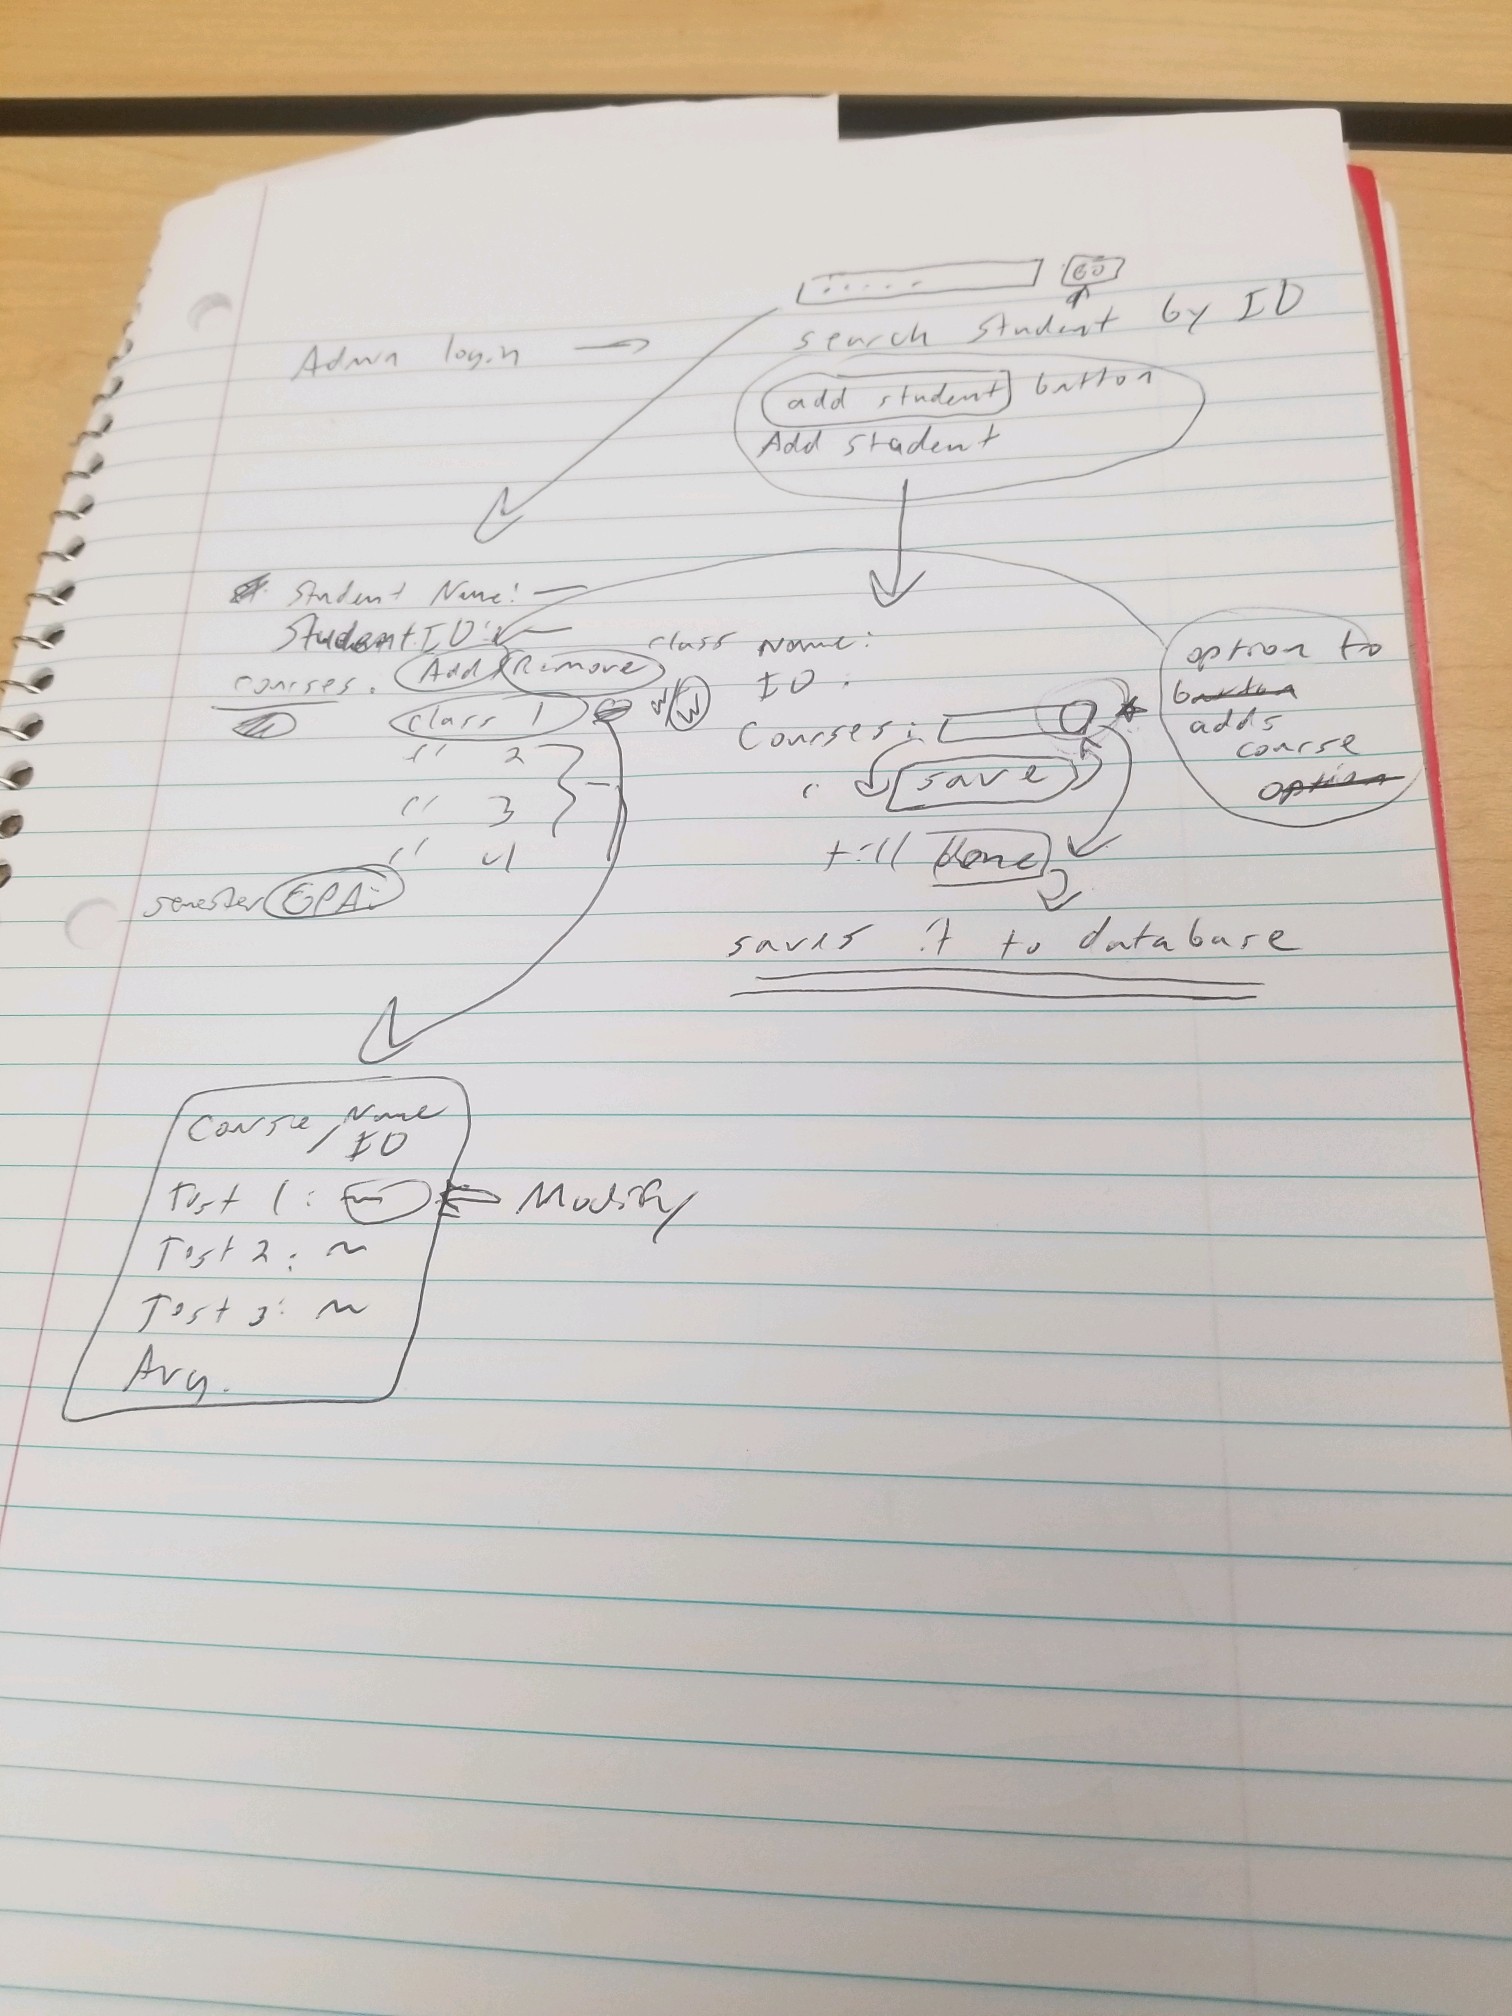 GO
search student by ID
Admin login
add student button
Add student
Student Name:
Student ID:
courses: Add Remove
class 1 W/W
" 2
" 3
" 4
semester GPA:
class Name:
ID:
Courses:
save
till Done
saves it to database
option to
button
adds
course
option
Course Name
/ ID
Test 1: Modify
Test 2: ~
Test 3: ~
Avg.